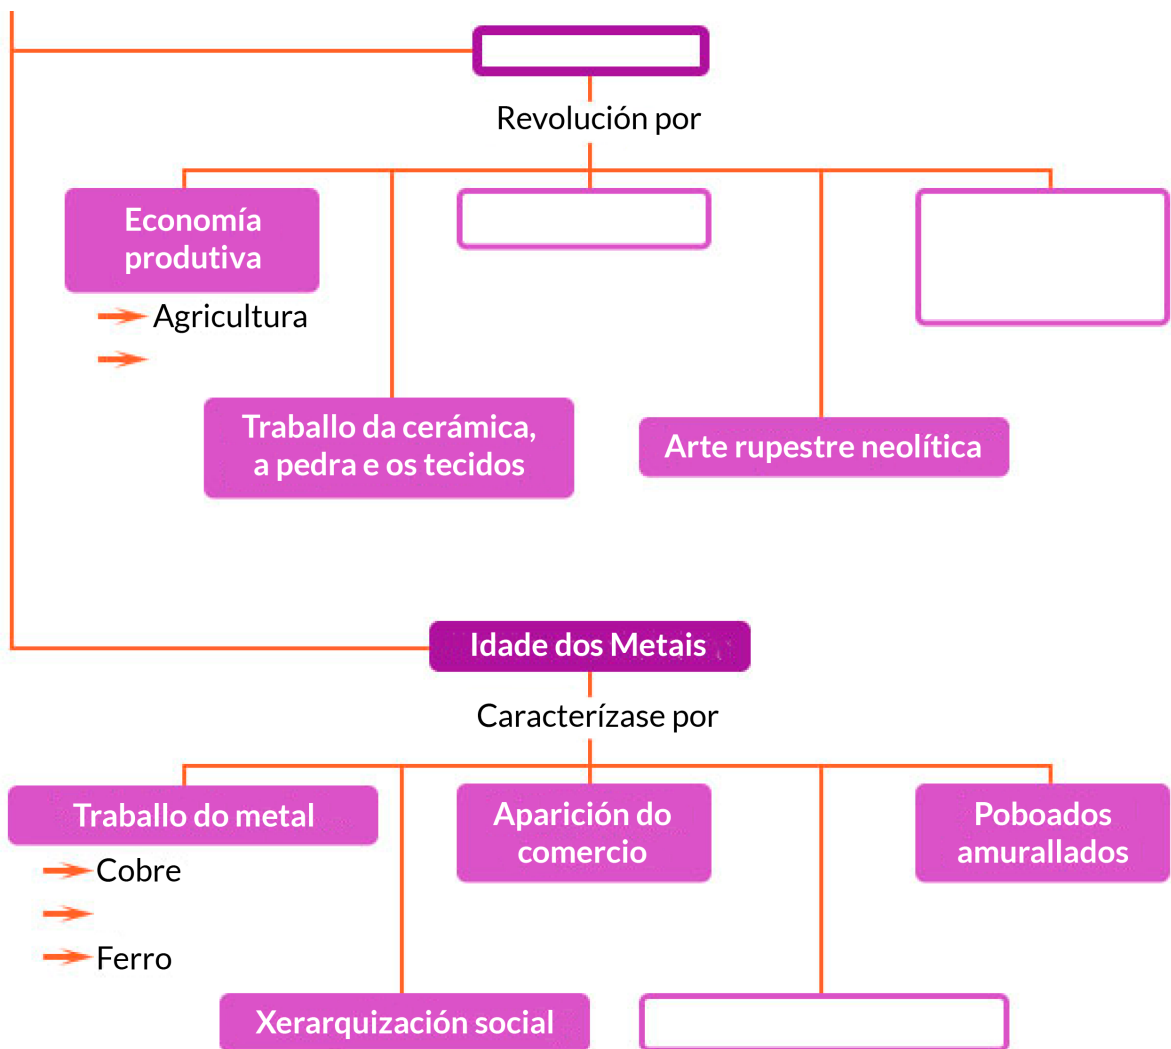 Revolución por
Economía
produtiva
Agricultura
Traballo da cerámica,
a pedra e os tecidos
Arte rupestre neolítica
Idade dos Metais
Caracterízase por
Traballo do metal
Cobre
Ferro
Aparición do
comercio
Poboados
amurallados
Xerarquización social